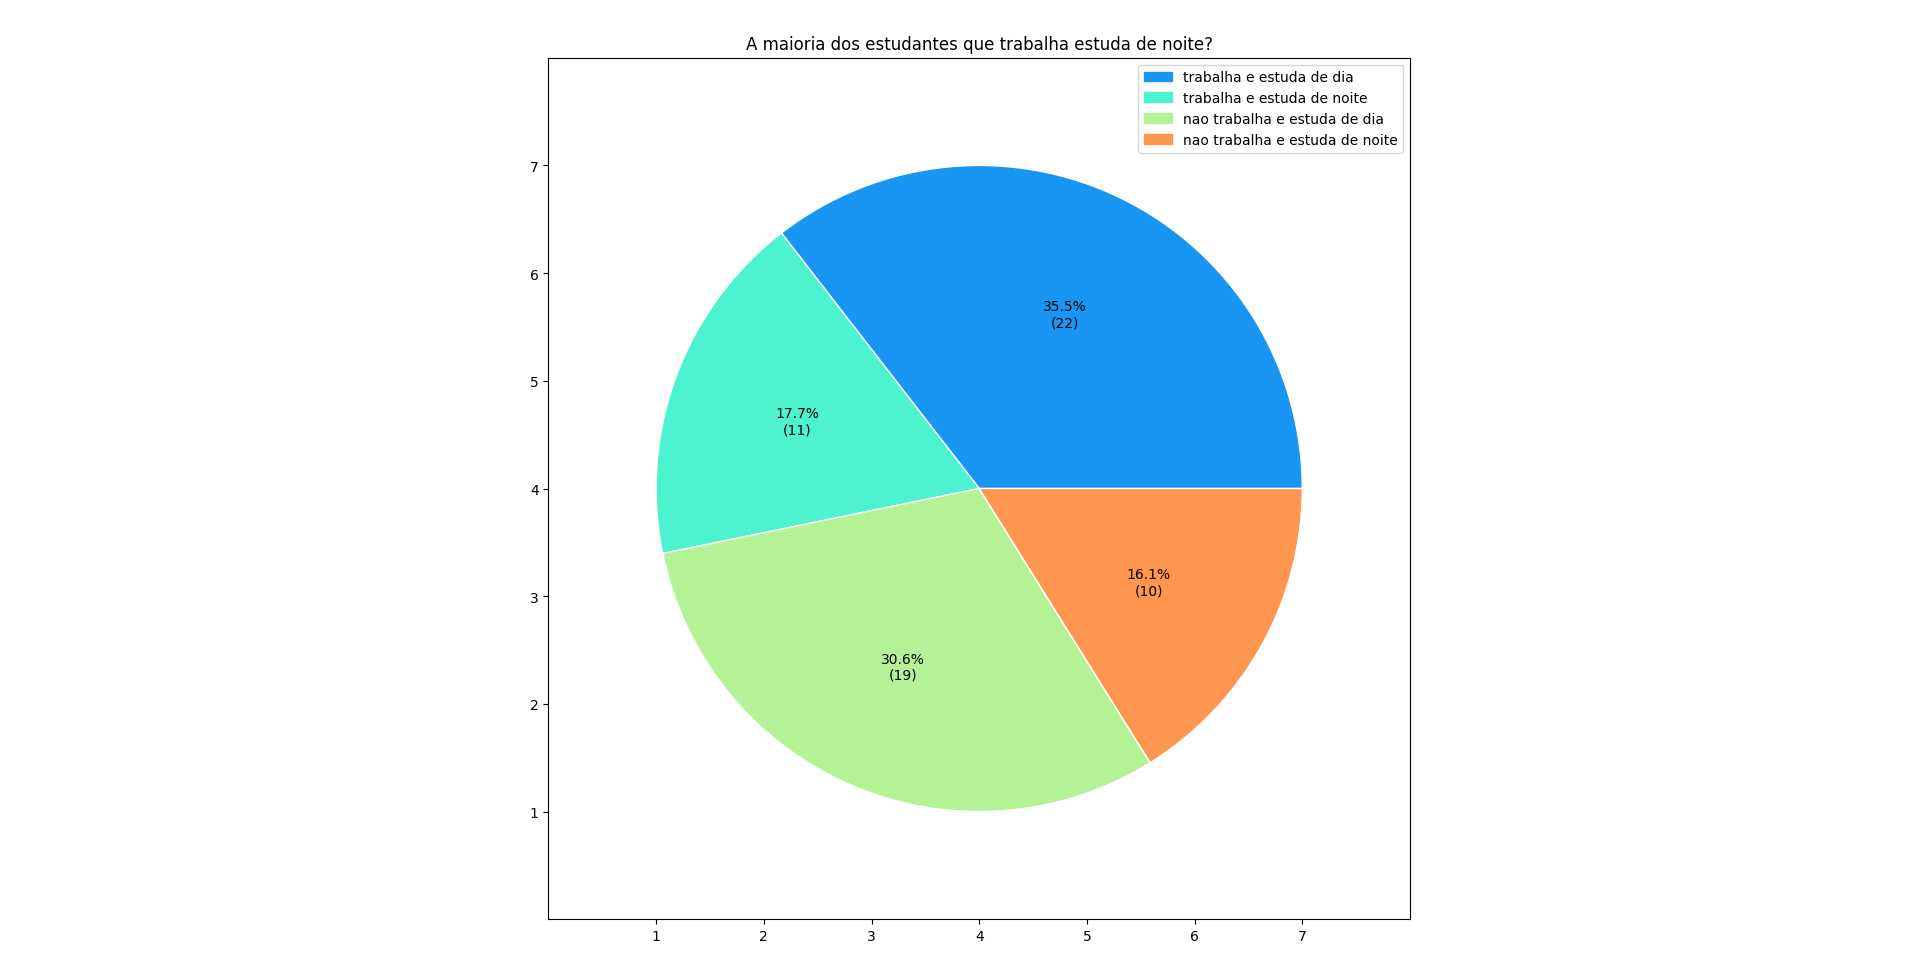 A maioria dos estudantes que trabalha estuda de noite?
trabalha e estuda de dia
trabalha e estuda de noite
nao trabalha e estuda de dia
nao trabalha e estuda de noite
7
6
5
4
3
2
1
35.5%
(22)
17.7%
(11)
30.6%
(19)
16.1%
(10)
1 2 3 4 5 6 7